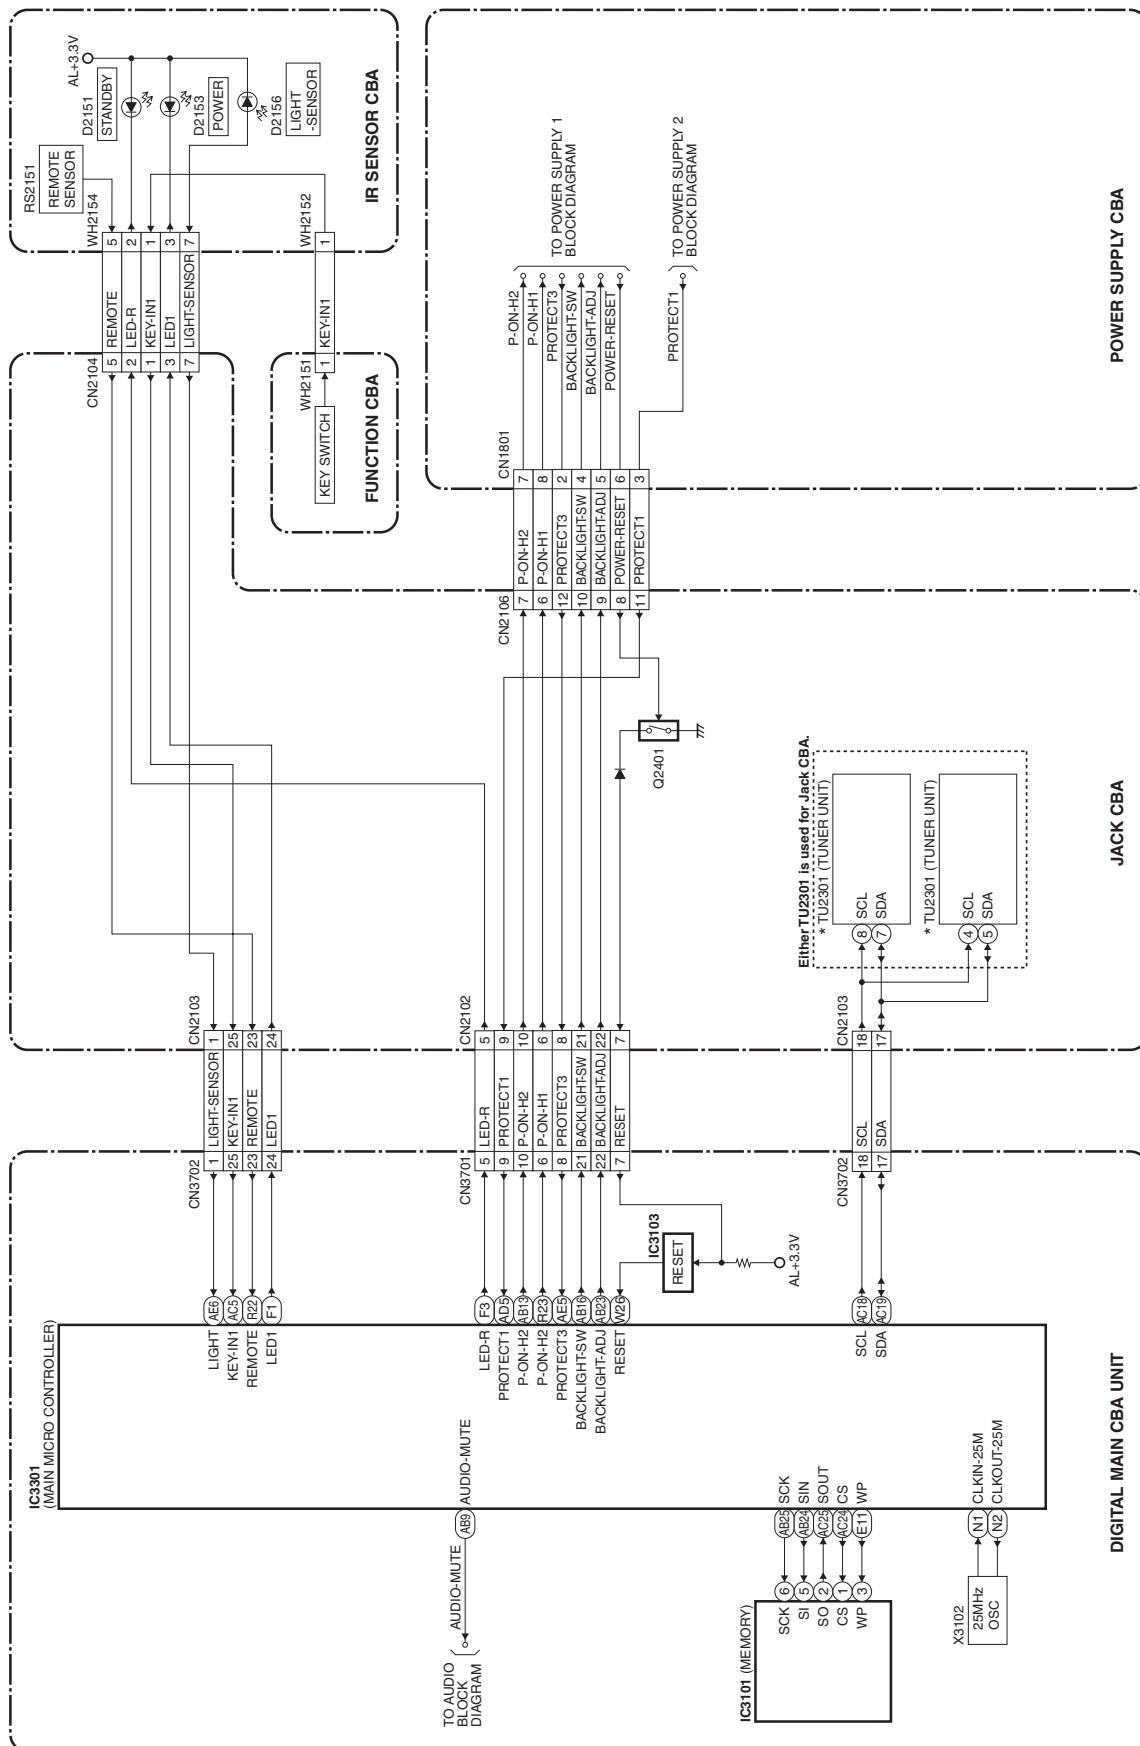 AL+3.3V
D2151
STANDBY
D2153
POWER
D2156
LIGHT
-SENSOR
RS2151
REMOTE
SENSOR
IR SENSOR CBA
WH2154
5
2
1
3
7
REMOTE
LED-R
KEY-IN1
LED1
LIGHT-SENSOR
5
2
1
3
7
CN2104
WH2152
1
KEY-IN1
1
WH2151
KEY SWITCH
FUNCTION CBA
TO POWER SUPPLY 1
BLOCK DIAGRAM
TO POWER SUPPLY 2
BLOCK DIAGRAM
P-ON-H2
P-ON-H1
PROTECT3
BACKLIGHT-SW
BACKLIGHT-ADJ
POWER-RESET
PROTECT1
POWER SUPPLY CBA
CN1801
7
8
2
4
5
6
3
P-ON-H2
P-ON-H1
PROTECT3
BACKLIGHT-SW
BACKLIGHT-ADJ
POWER-RESET
PROTECT1
7
6
12
10
9
8
11
CN2106
Q2401
Either TU2301 is used for Jack CBA.
* TU2301 (TUNER UNIT)
8 SCL
7 SDA
* TU2301 (TUNER UNIT)
4 SCL
5 SDA
JACK CBA
CN2103
1
25
23
24
LIGHT-SENSOR
KEY-IN1
REMOTE
LED1
1
25
23
24
CN3702
CN2102
5
9
10
6
8
21
22
7
LED-R
PROTECT1
P-ON-H2
P-ON-H1
PROTECT3
BACKLIGHT-SW
BACKLIGHT-ADJ
RESET
5
9
10
6
8
21
22
7
CN3701
CN2103
18
17
SCL
SDA
18
17
CN3702
IC3103
RESET
AL+3.3V
AE6
AC5
R22
F1
LIGHT
KEY-IN1
REMOTE
LED1
F3
AD5
AB13
R23
AE5
AB16
AB23
W26
LED-R
PROTECT1
P-ON-H2
P-ON-H2
PROTECT3
BACKLIGHT-SW
BACKLIGHT-ADJ
RESET
AC18
AC19
SCL
SDA
IC3301
(MAIN MICRO CONTROLLER)
AUDIO-MUTE
AB9
AUDIO-MUTE
TO AUDIO
BLOCK
DIAGRAM
SCK
SIN
SOUT
CS
WP
AB25
AB24
AC25
AC24
E11
6
5
2
1
3
SCK
SI
SO
CS
WP
IC3101 (MEMORY)
CLKIN-25M
CLKOUT-25M
N1
N2
X3102
25MHz
OSC
DIGITAL MAIN CBA UNIT